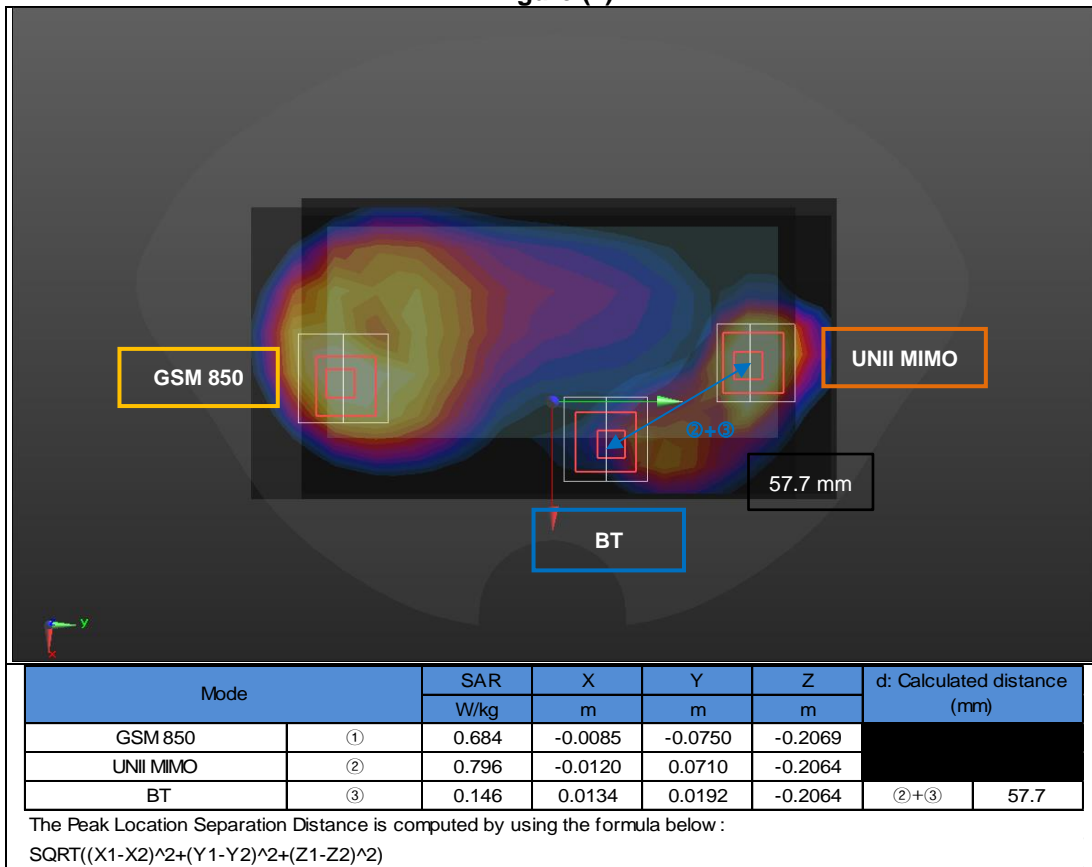 GSM 850
UNII MIMO
②+③
57.7 mm
BT
y
x
Mode SAR X Y Z d: Calculated distance (mm)
W/kg m m m
GSM 850 ① 0.684 -0.0085 -0.0750 -0.2069
UNII MIMO ② 0.796 -0.0120 0.0710 -0.2064
BT ③ 0.146 0.0134 0.0192 -0.2064 ②+③ 57.7
The Peak Location Separation Distance is computed by using the formula below :
SQRT((X1-X2)^2+(Y1-Y2)^2+(Z1-Z2)^2)